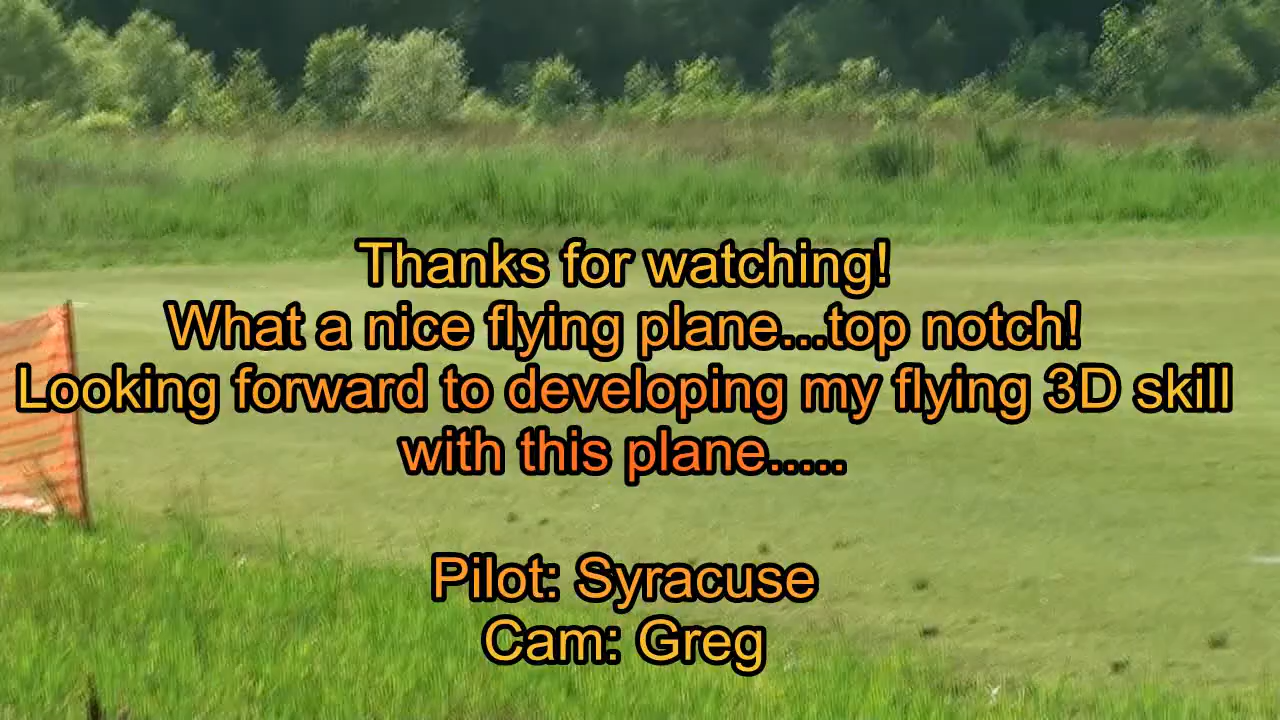 Thanks for watching!
What a nice flying plane...top notch!
Looking forward to developing my flying 3D skill
with this plane.....
Pilot: Syracuse
Cam: Greg